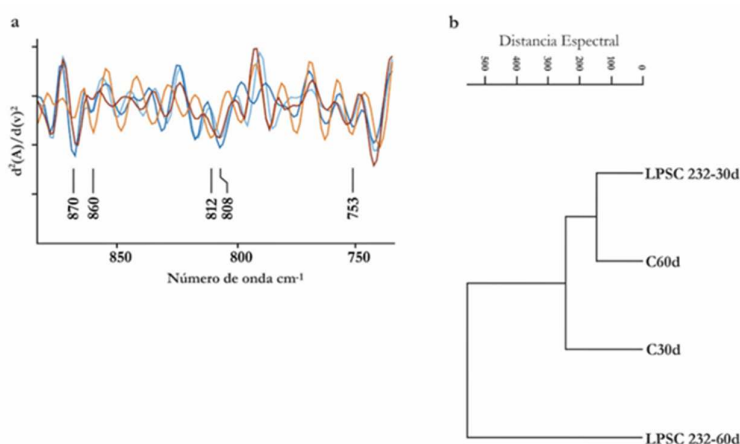 a
d²(A)/d(v)²
870
860
812
808
753
850
800
750
Número de onda cm⁻¹
b
Distancia Espectral
500
400
300
200
100
0
LPSC 232-30d
C60d
C30d
LPSC 232-60d